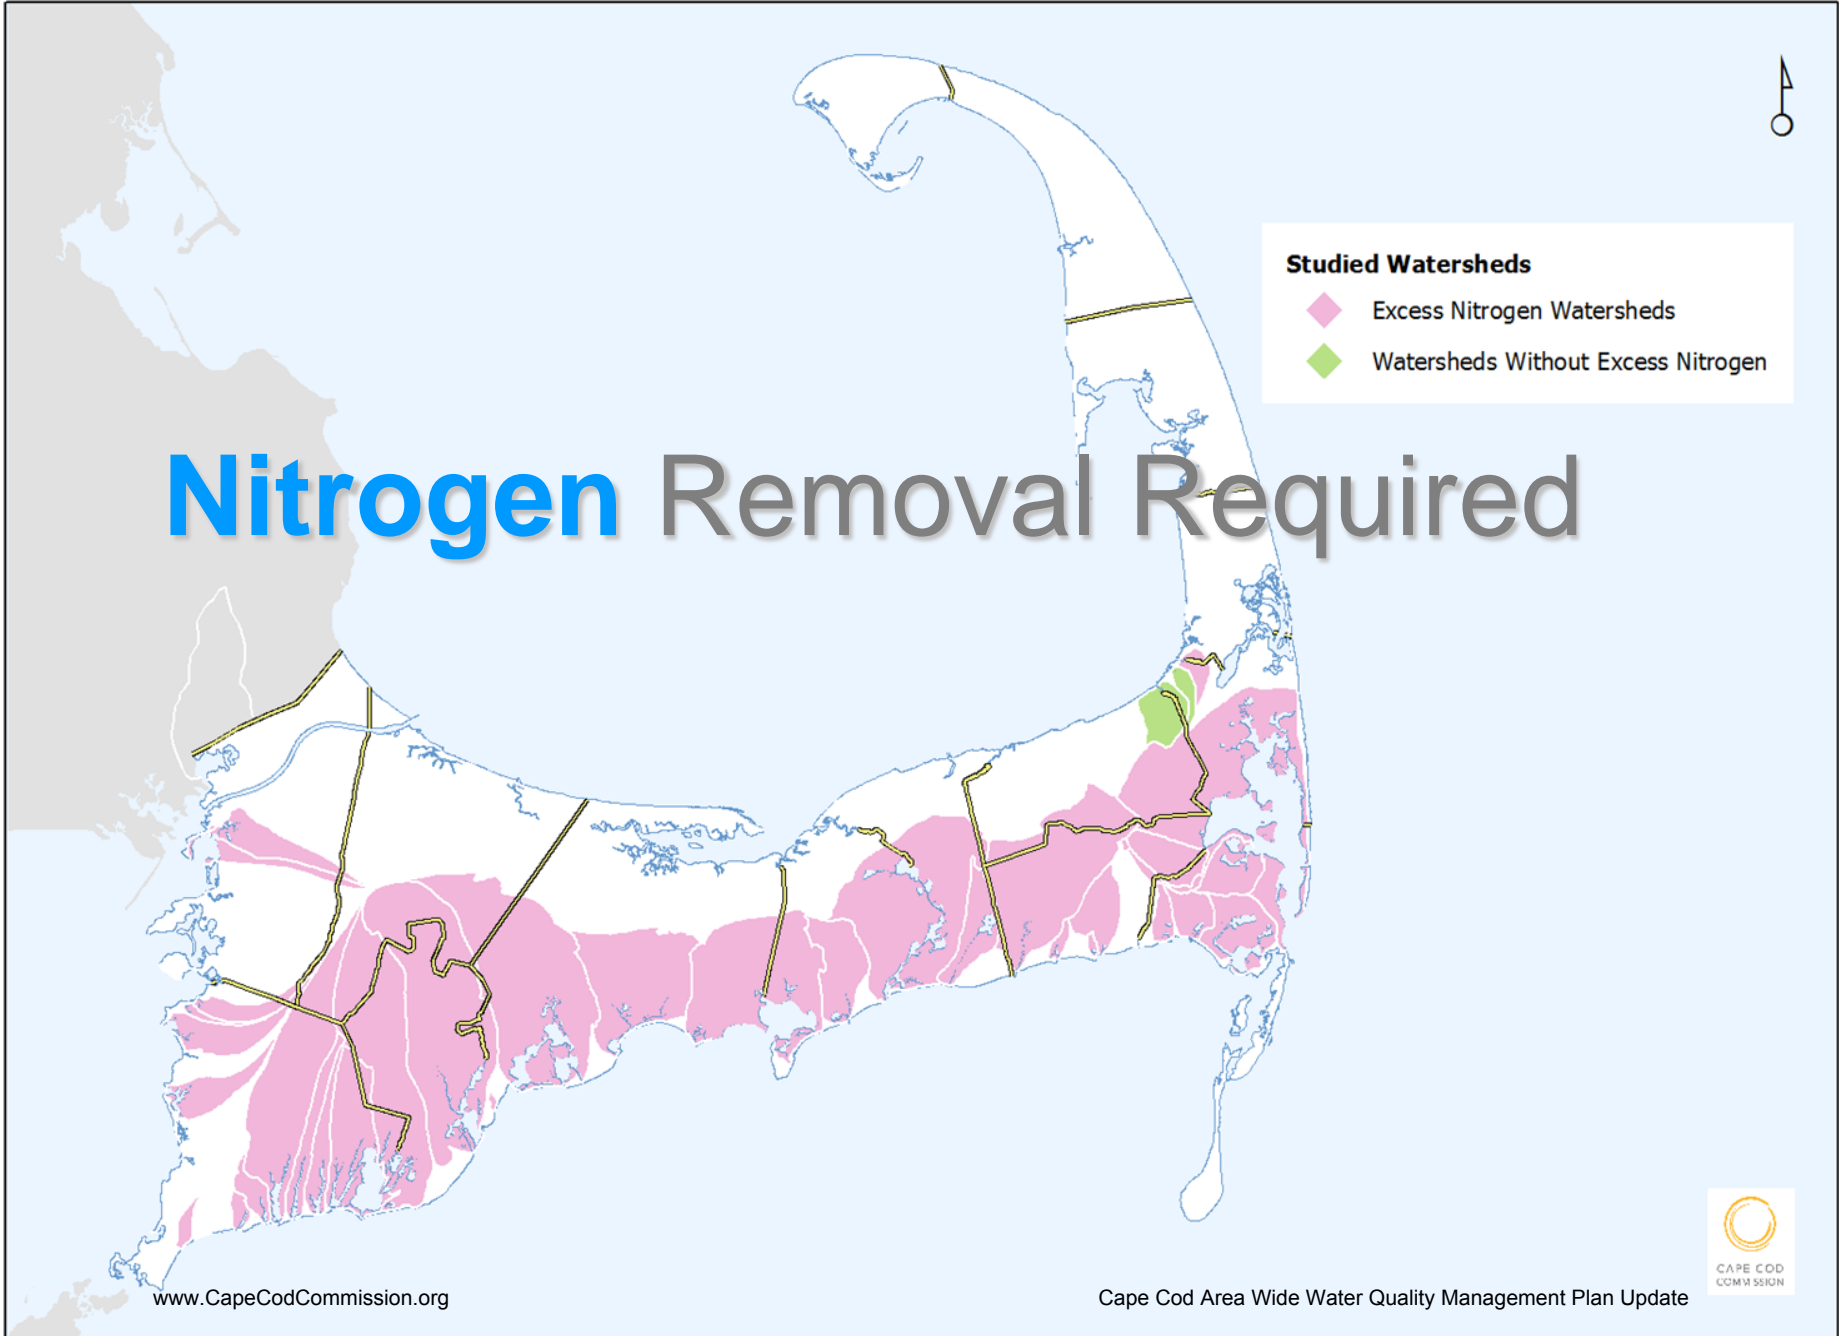 Studied Watersheds
Excess Nitrogen Watersheds
Watersheds Without Excess Nitrogen
Nitrogen Removal Required
CAPE COD
COMMISSION
www.CapeCodCommission.org
Cape Cod Area Wide Water Quality Management Plan Update